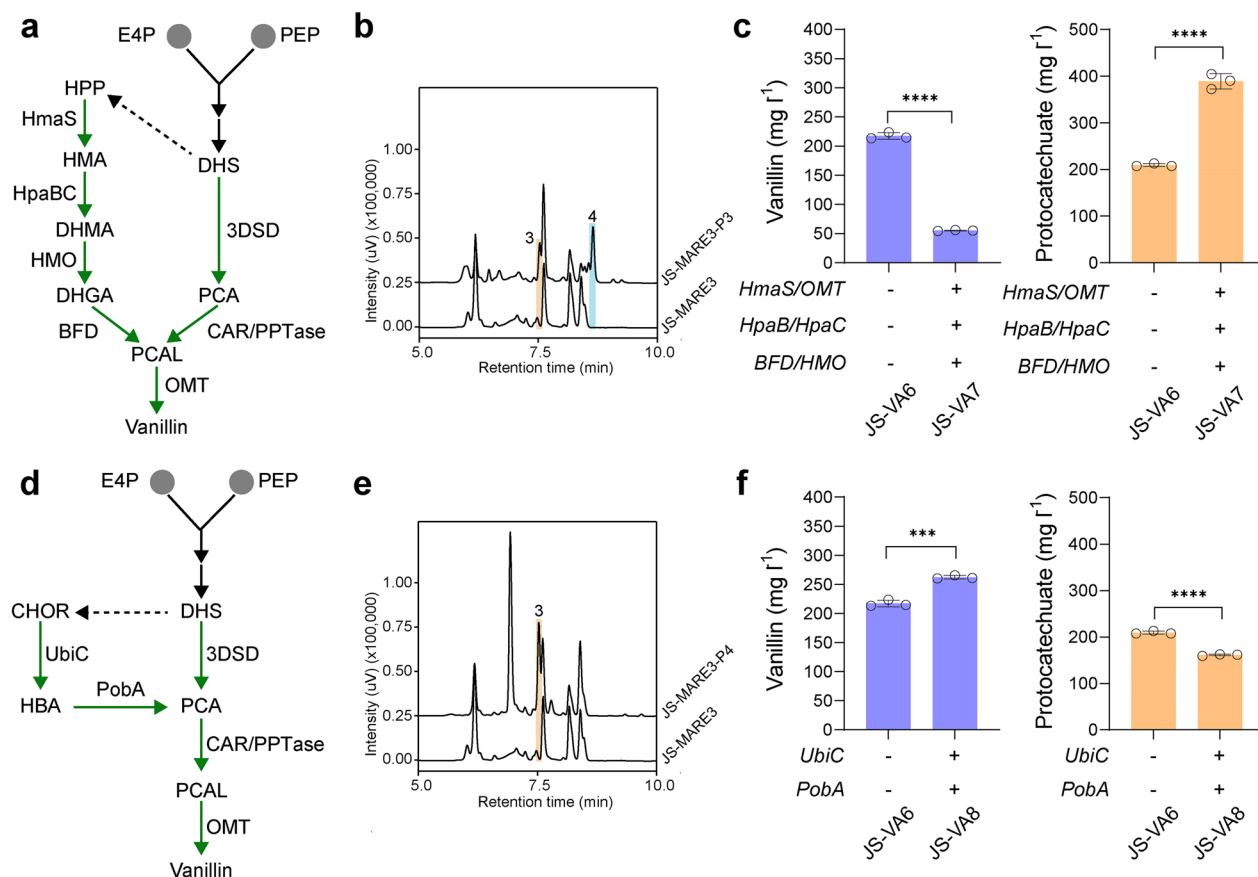 a
E4P
PEP
HPP
HmaS
HMA
HpaBC
DHMA
HMO
DHGA
BFD
DHS
3DSD
PCA
CAR/PPTase
PCAL
OMT
Vanillin
b
Intensity (uV) (x100,000)
1.00
0.75
0.50
0.25
0.00
3
4
JS-MARE3-P3
JS-MARE3
5.0 7.5 10.0
Retention time (min)
c
Vanillin (mg l⁻¹)
400
350
300
250
200
150
100
50
0
****
HmaS/OMT - +
HpaB/HpaC - +
BFD/HMO - +
JS-VA6 JS-VA7
Protocatechuate (mg l⁻¹)
500
400
300
200
100
0
****
HmaS/OMT - +
HpaB/HpaC - +
BFD/HMO - +
JS-VA6 JS-VA7
d
E4P
PEP
CHOR
DHS
UbiC
3DSD
HBA
PobA
PCA
CAR/PPTase
PCAL
OMT
Vanillin
e
Intensity (uV) (x100,000)
1.00
0.75
0.50
0.25
0.00
3
JS-MARE3-P4
JS-MARE3
5.0 7.5 10.0
Retention time (min)
f
Vanillin (mg l⁻¹)
400
350
300
250
200
150
100
50
0
***
UbiC - +
PobA - +
JS-VA6 JS-VA8
Protocatechuate (mg l⁻¹)
500
400
300
200
100
0
****
UbiC - +
PobA - +
JS-VA6 JS-VA8